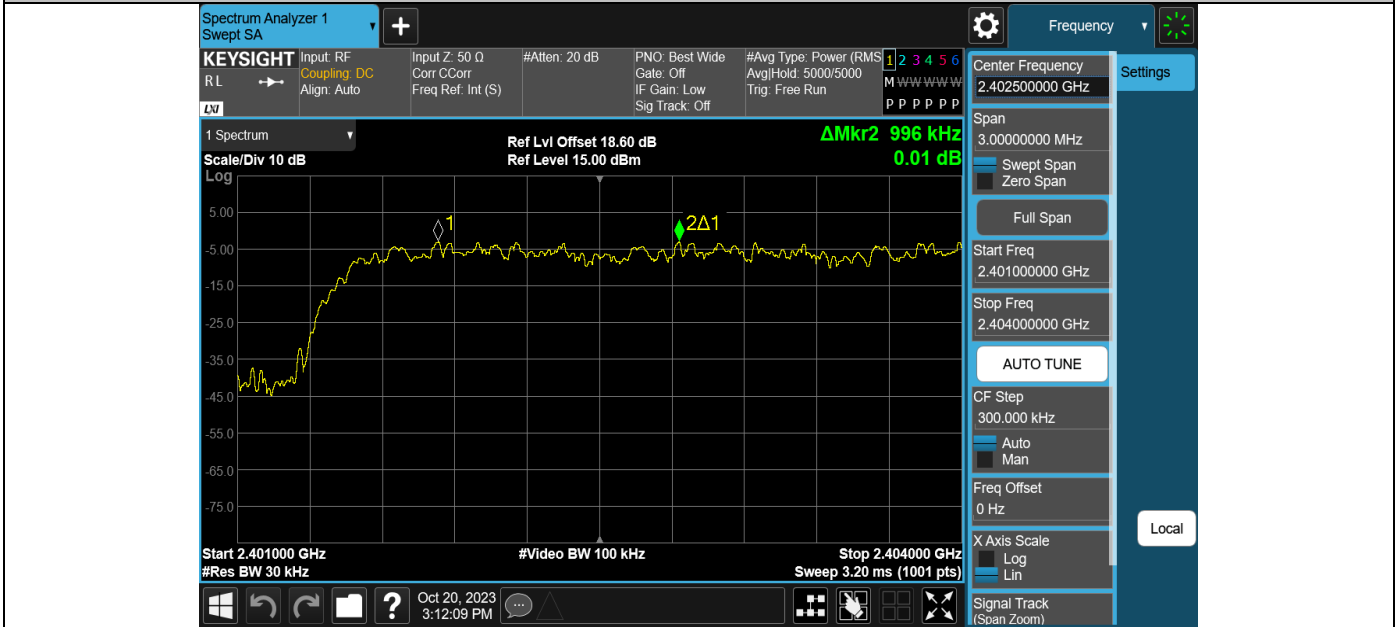 Spectrum Analyzer 1
Swept SA
Frequency
KEYSIGHT
RL
LXI
Input: RF
Coupling: DC
Align: Auto
Input Z: 50 Ω
Corr CCorr
Freq Ref: Int (S)
#Atten: 20 dB
PNO: Best Wide
Gate: Off
IF Gain: Low
Sig Track: Off
#Avg Type: Power (RMS
Avg|Hold: 5000/5000
Trig: Free Run
1 2 3 4 5 6
M W W W W W
P P P P P P
1 Spectrum
Scale/Div 10 dB
Log
Ref Lvl Offset 18.60 dB
Ref Level 15.00 dBm
ΔMkr2 996 kHz
0.01 dB
5.00
-5.00
-15.0
-25.0
-35.0
-45.0
-55.0
-65.0
-75.0
1
2Δ1
Start 2.401000 GHz
#Res BW 30 kHz
#Video BW 100 kHz
Stop 2.404000 GHz
Sweep 3.20 ms (1001 pts)
?
Oct 20, 2023
3:12:09 PM
Center Frequency
2.402500000 GHz
Span
3.00000000 MHz
Swept Span
Zero Span
Full Span
Start Freq
2.401000000 GHz
Stop Freq
2.404000000 GHz
AUTO TUNE
CF Step
300.000 kHz
Auto
Man
Freq Offset
0 Hz
X Axis Scale
Log
Lin
Signal Track
(Span Zoom)
Settings
Local